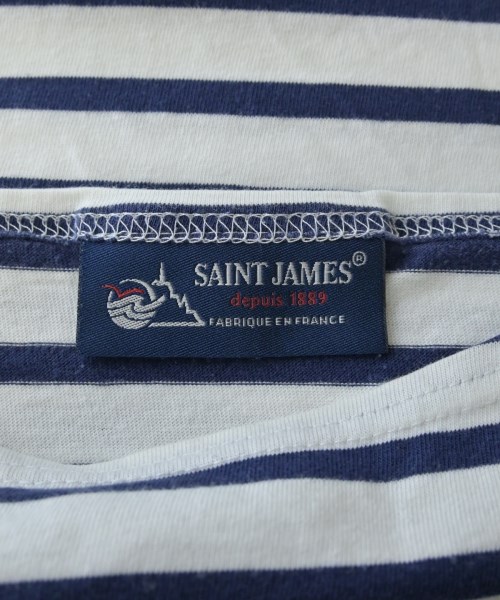 SAINT JAMES®
depuis 1889
FABRIQUE EN FRANCE